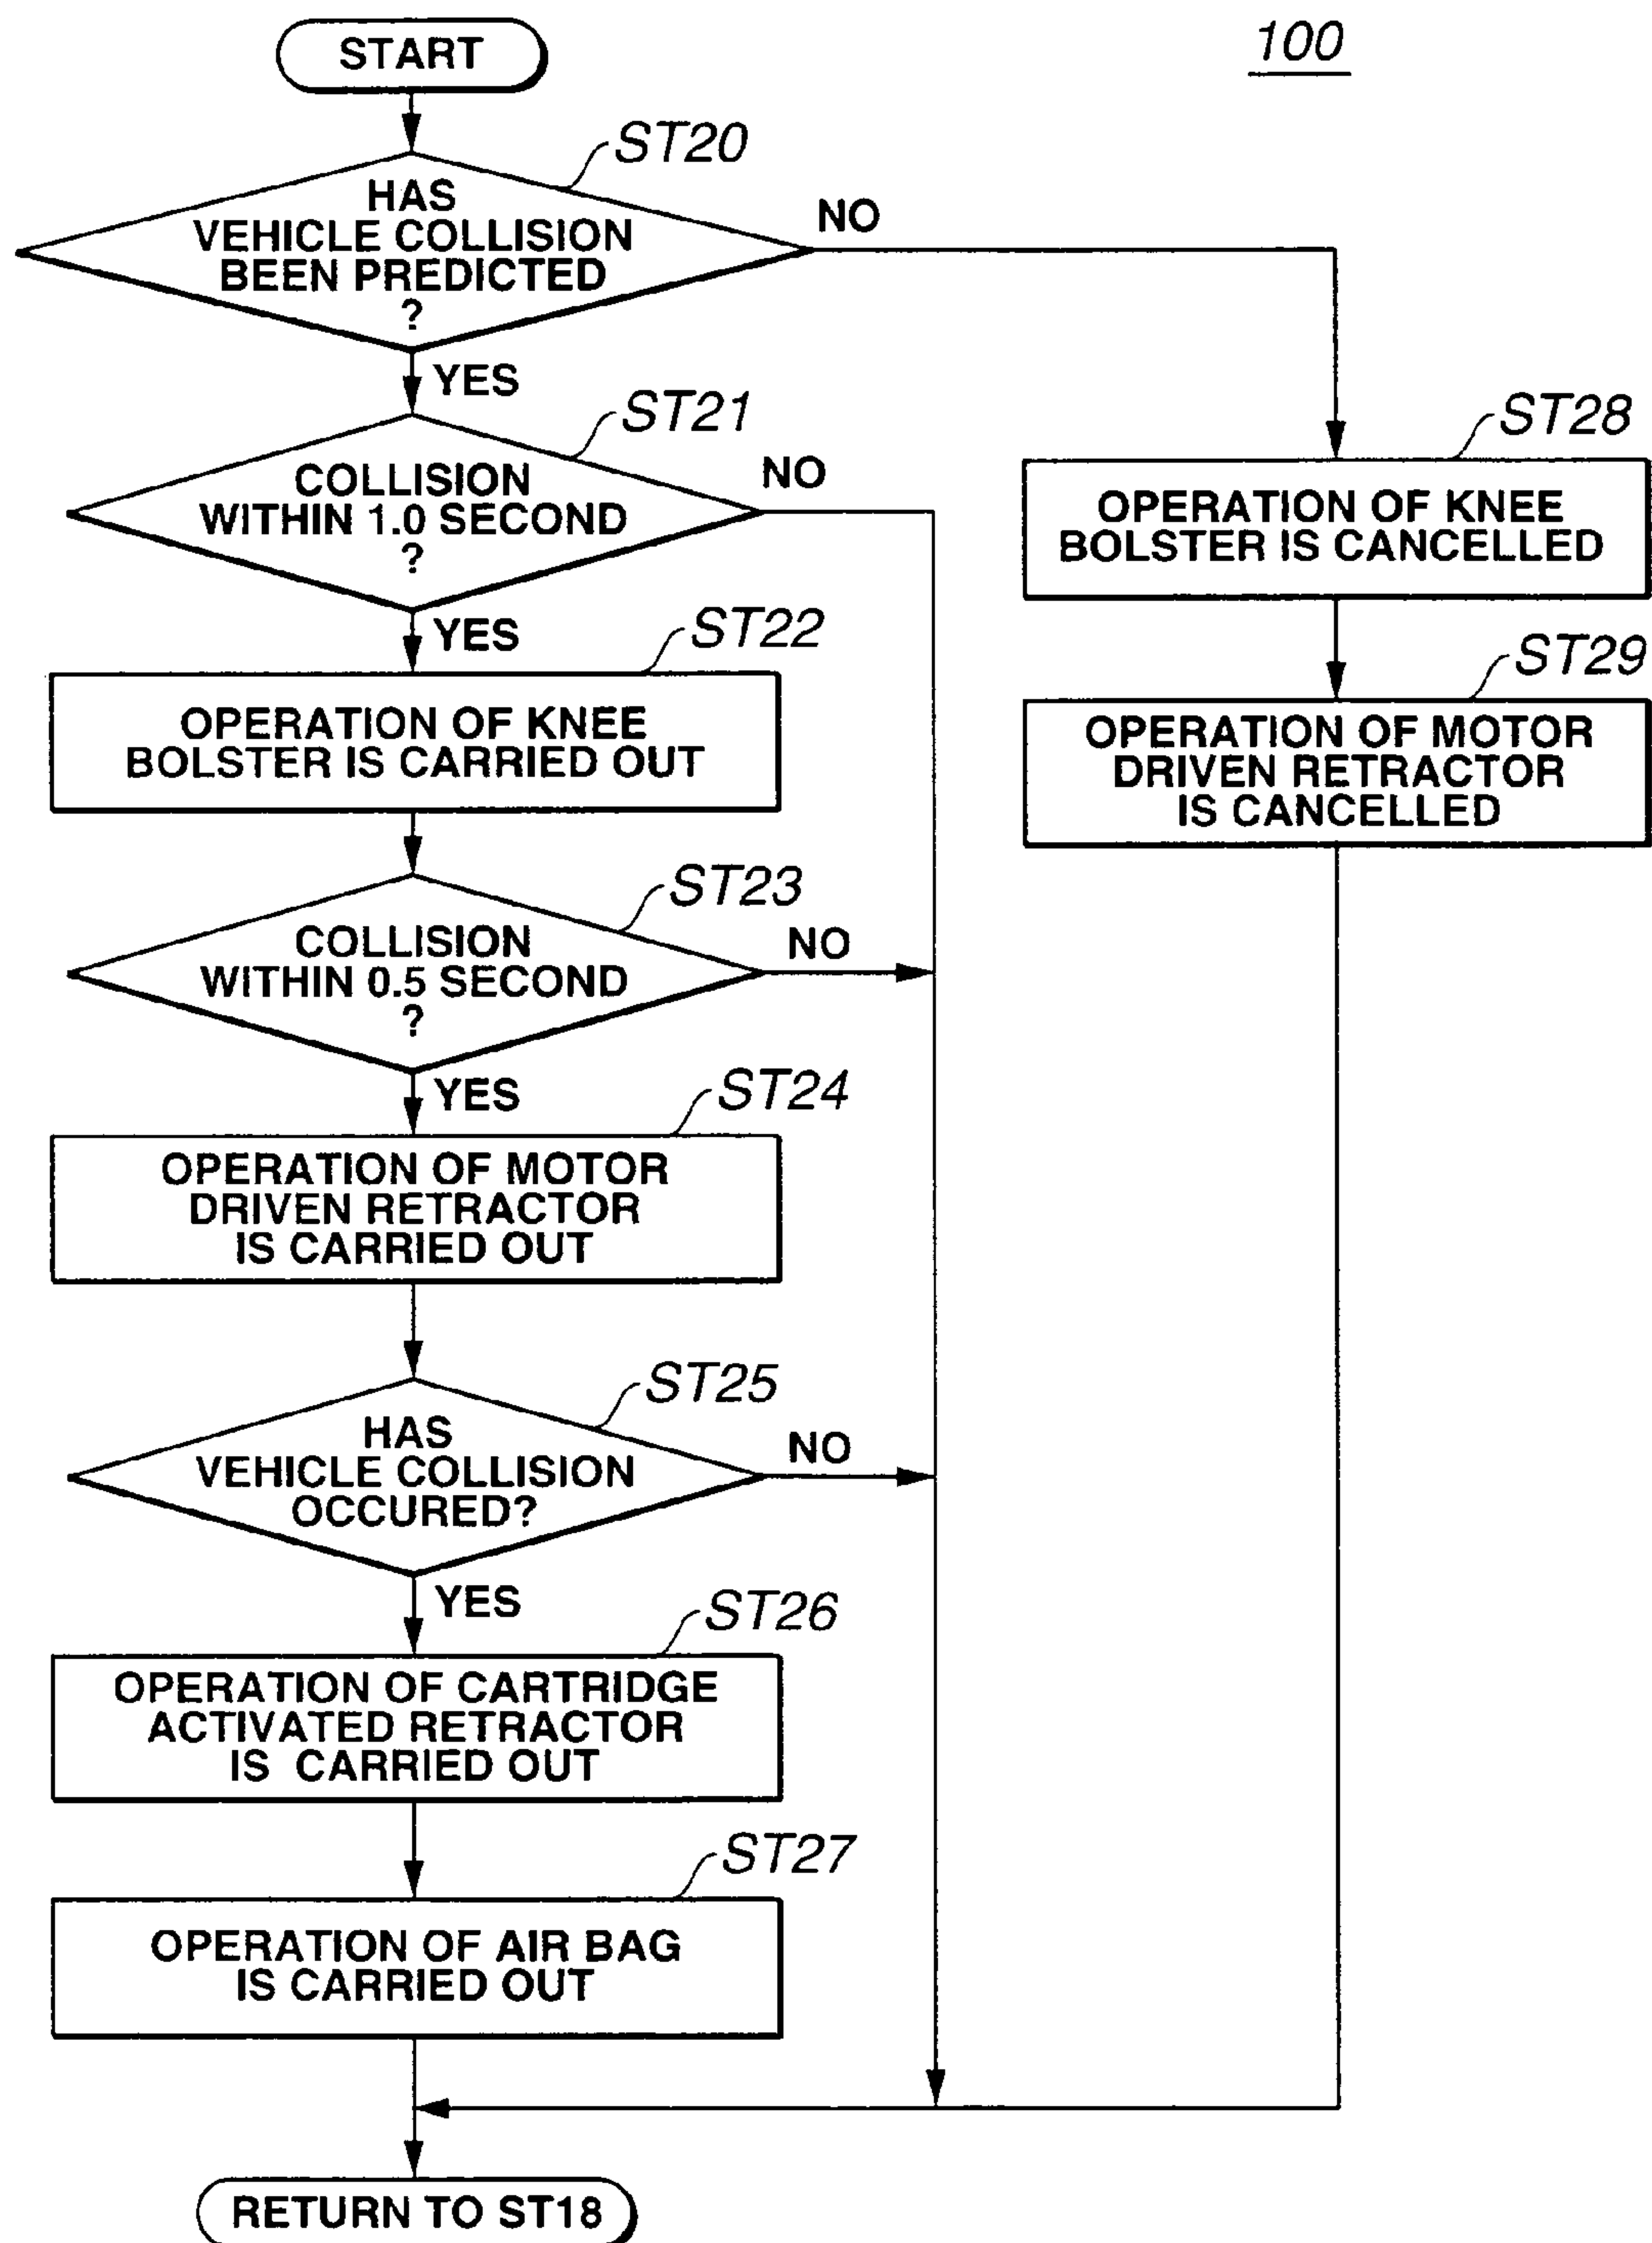 START
100
ST20
HAS
VEHICLE COLLISION
BEEN PREDICTED
?
NO
YES
ST21
COLLISION
WITHIN 1.0 SECOND
?
NO
YES
ST28
OPERATION OF KNEE
BOLSTER IS CANCELLED
ST22
OPERATION OF KNEE
BOLSTER IS CARRIED OUT
ST29
OPERATION OF MOTOR
DRIVEN RETRACTOR
IS CANCELLED
ST23
COLLISION
WITHIN 0.5 SECOND
?
NO
YES
ST24
OPERATION OF MOTOR
DRIVEN RETRACTOR
IS CARRIED OUT
ST25
HAS
VEHICLE COLLISION
OCCURED?
NO
YES
ST26
OPERATION OF CARTRIDGE
ACTIVATED RETRACTOR
IS CARRIED OUT
ST27
OPERATION OF AIR BAG
IS CARRIED OUT
RETURN TO ST18